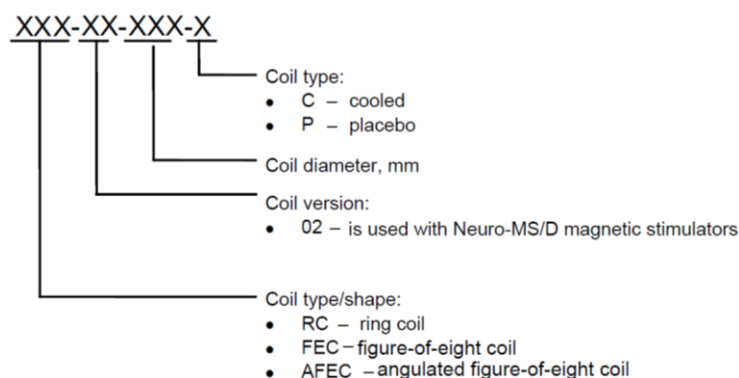 XXX-XX-XXX-X
Coil type:
• C – cooled
• P – placebo
Coil diameter, mm
Coil version:
• 02 – is used with Neuro-MS/D magnetic stimulators
Coil type/shape:
• RC – ring coil
• FEC – figure-of-eight coil
• AFEC – angulated figure-of-eight coil